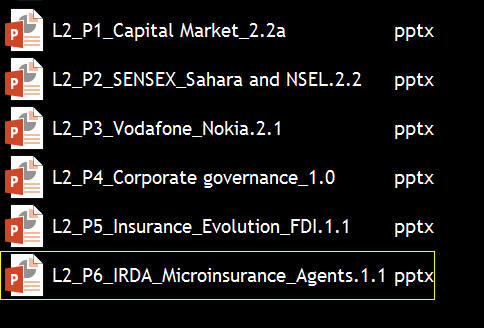 L2_P1_Capital Market_2.2a pptx
L2_P2_SENSEX_Sahara and NSEL.2.2 pptx
L2_P3_Vodafone_Nokia.2.1 pptx
L2_P4_Corporate governance_1.0 pptx
L2_P5_Insurance_Evolution_FDI.1.1 pptx
L2_P6_IRDA_Microinsurance_Agents.1.1 pptx